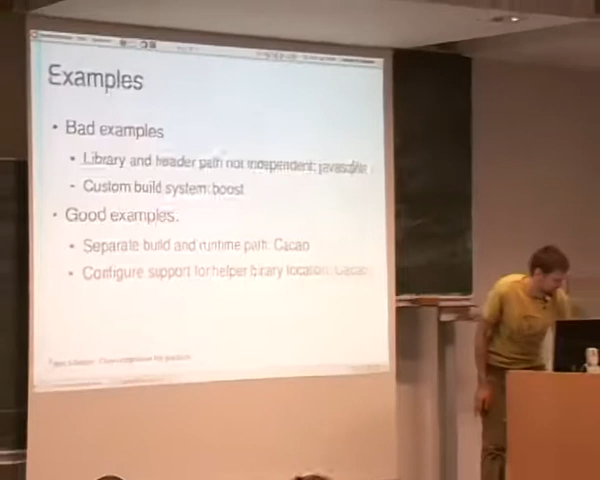 Examples
• Bad examples
• Library and header path not independent: javasqlite
• Custom build system: boost
• Good examples:
• Separate build and runtime path: Cacao
• Configure support for helper binary location: Cacao